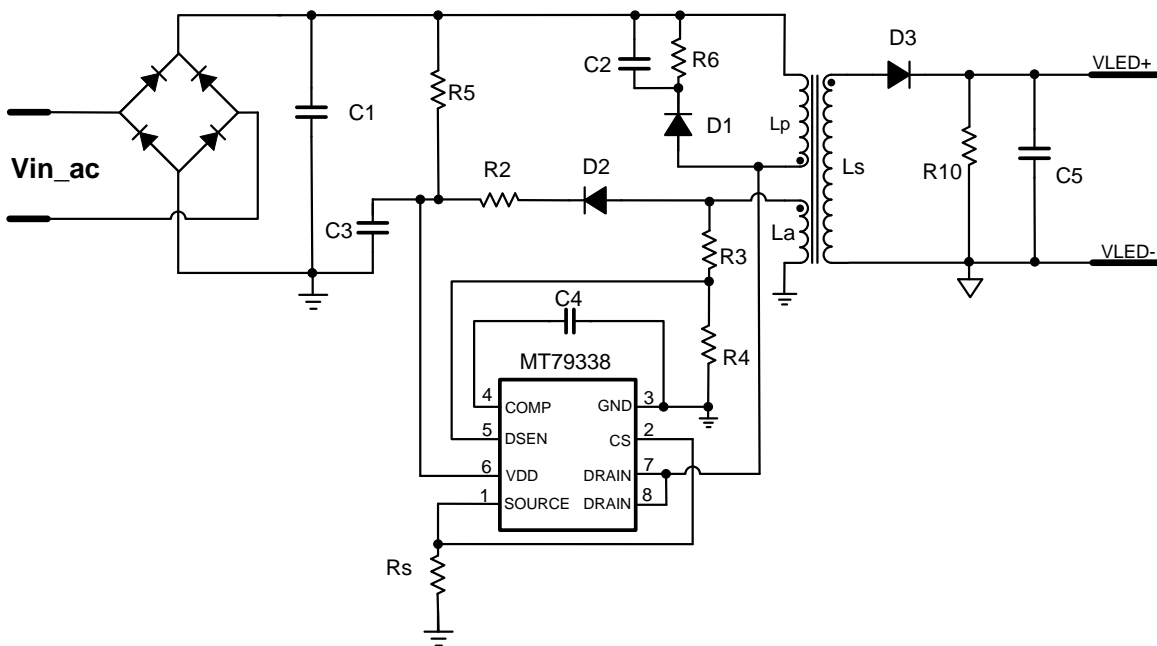 D3
VLED+
C2
R6
R5
C1
D1
Lp
Vin_ac
R2
D2
Ls
R10
C5
C3
La
R3
VLED-
C4
R4
MT79338
4
COMP
GND
3
5
DSEN
CS
2
6
VDD
DRAIN
7
1
SOURCE
DRAIN
8
Rs